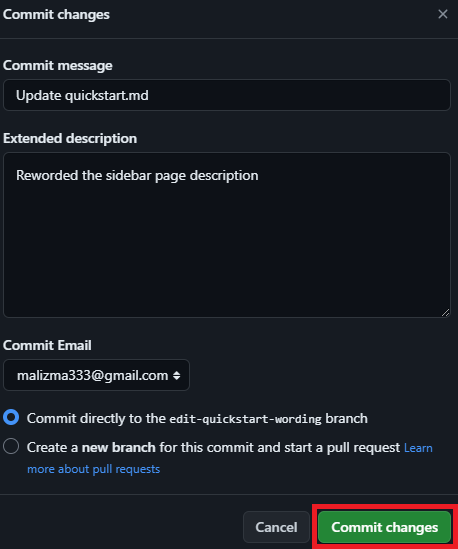 Commit changes
Commit message
Update quickstart.md
Extended description
Reworded the sidebar page description
Commit Email
malizma333@gmail.com
Commit directly to the edit-quickstart-wording branch
Create a new branch for this commit and start a pull request Learn
more about pull requests
Cancel Commit changes